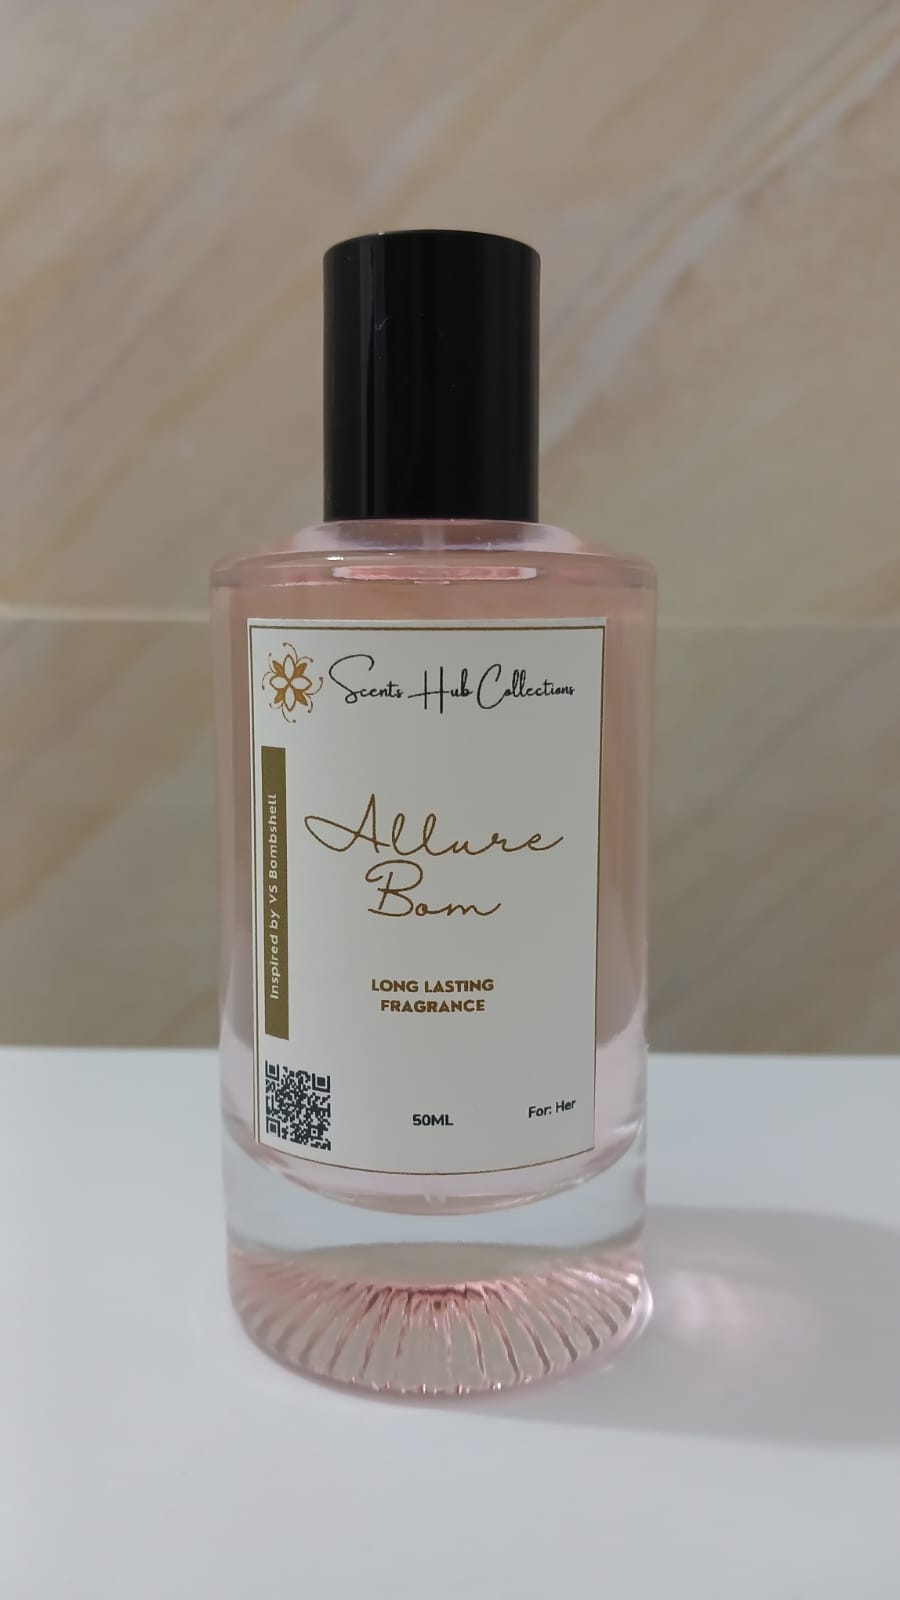 Scents Hub Collections
Inspired by VS Bombshell
Allure
Bom
LONG LASTING
FRAGRANCE
50ML
For: Her